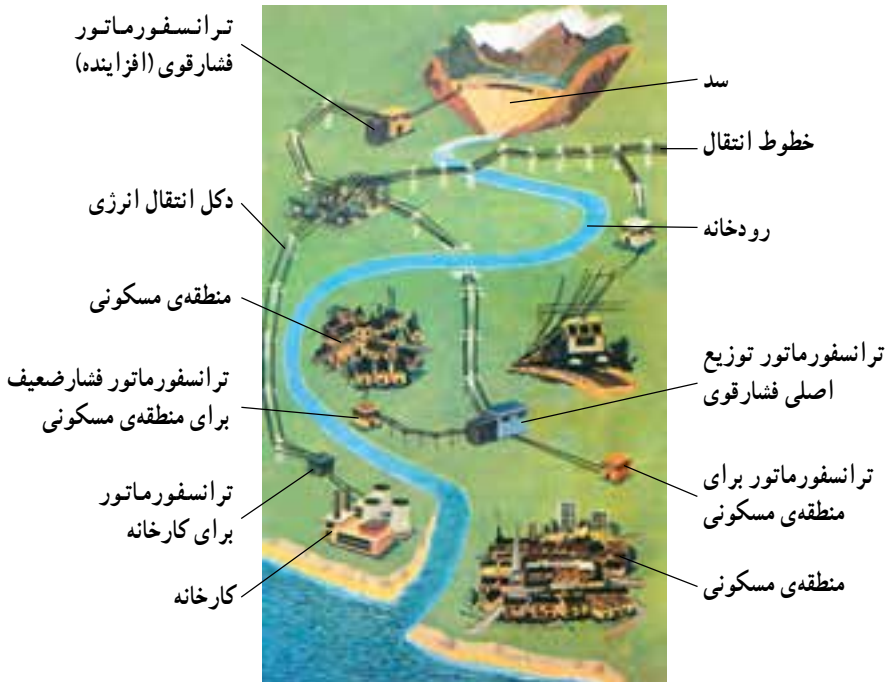 ترانسفورماتور
فشارقوی (افزاینده)
سد
خطوط انتقال
دکل انتقال انرژی
رودخانه
منطقه‌ی مسکونی
ترانسفورماتور توزیع
اصلی فشارقوی
ترانسفورماتور فشارضعیف
برای منطقه‌ی مسکونی
ترانسفورماتور برای
منطقه‌ی مسکونی
ترانسفورماتور
برای کارخانه
منطقه‌ی مسکونی
کارخانه